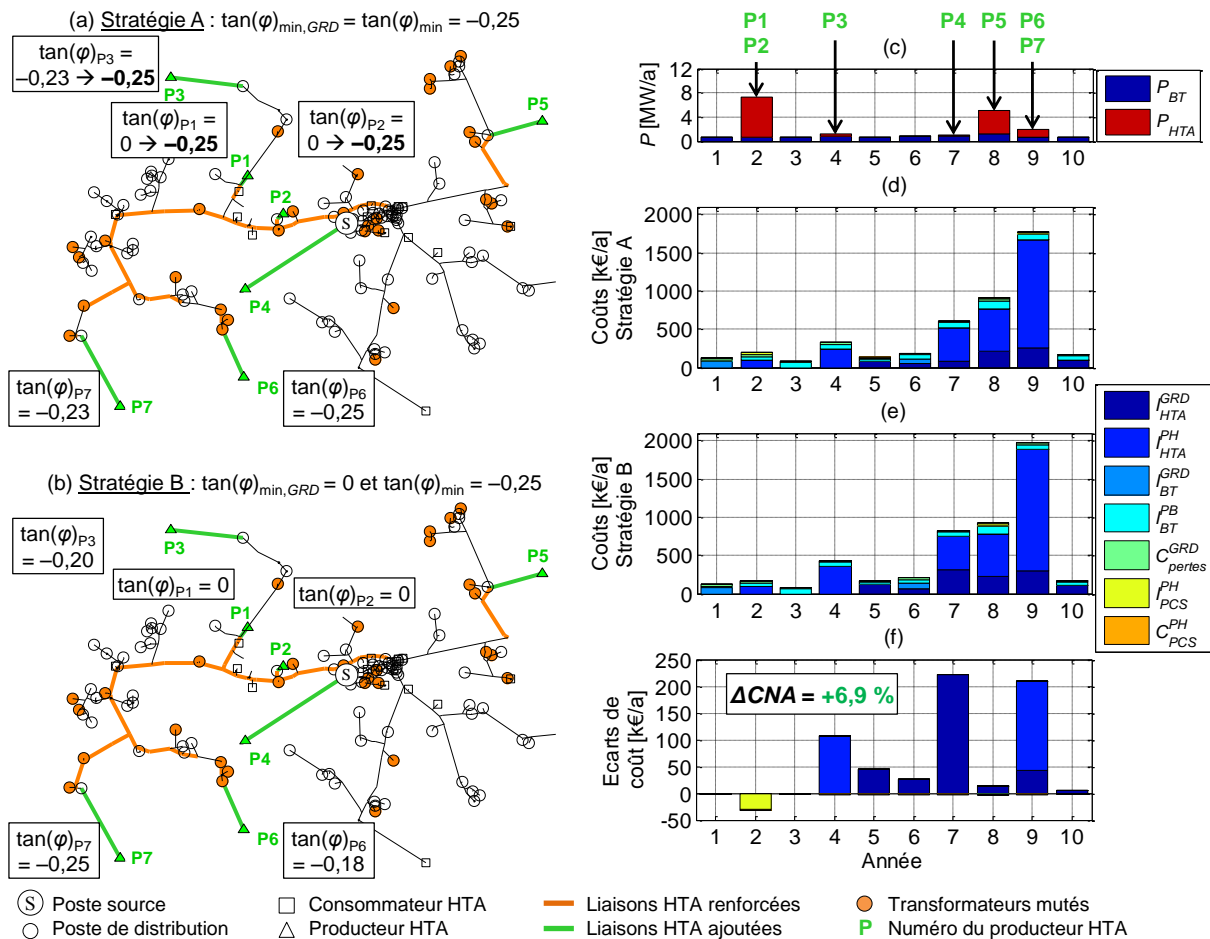 (a) Stratégie A : tan(φ)min,GRD = tan(φ)min = –0,25
tan(φ)P3 =
–0,23 → –0,25
P3
tan(φ)P1 =
0 → –0,25
tan(φ)P2 =
0 → –0,25
P5
P1
P2
S
P4
tan(φ)P7
= –0,23
P7
P6
tan(φ)P6
= –0,25
(b) Stratégie B : tan(φ)min,GRD = 0 et tan(φ)min = –0,25
tan(φ)P3
= –0,20
P3
tan(φ)P1 = 0
tan(φ)P2 = 0
P5
P1
P2
S
P4
tan(φ)P7
= –0,25
P7
P6
tan(φ)P6
= –0,18
P1 P3 P4 P5 P6
P2 P7
(c)
P [MW/a]
12
8
4
0
1 2 3 4 5 6 7 8 9 10
PBT
PHTA
(d)
Coûts [k€/a]
Stratégie A
2000
1500
1000
500
0
1 2 3 4 5 6 7 8 9 10
(e)
Coûts [k€/a]
Stratégie B
2000
1500
1000
500
0
1 2 3 4 5 6 7 8 9 10
I GRD HTA
I PH HTA
I GRD BT
I PB BT
C GRD pertes
I PH PCS
C PH PCS
(f)
Ecarts de
coût [k€/a]
250
200
150
100
50
0
-50
ΔCNA = +6,9 %
1 2 3 4 5 6 7 8 9 10
Année
S Poste source
Consommateur HTA
Liaisons HTA renforcées
Transformateurs mutés
Poste de distribution
Producteur HTA
Liaisons HTA ajoutées
P Numéro du producteur HTA